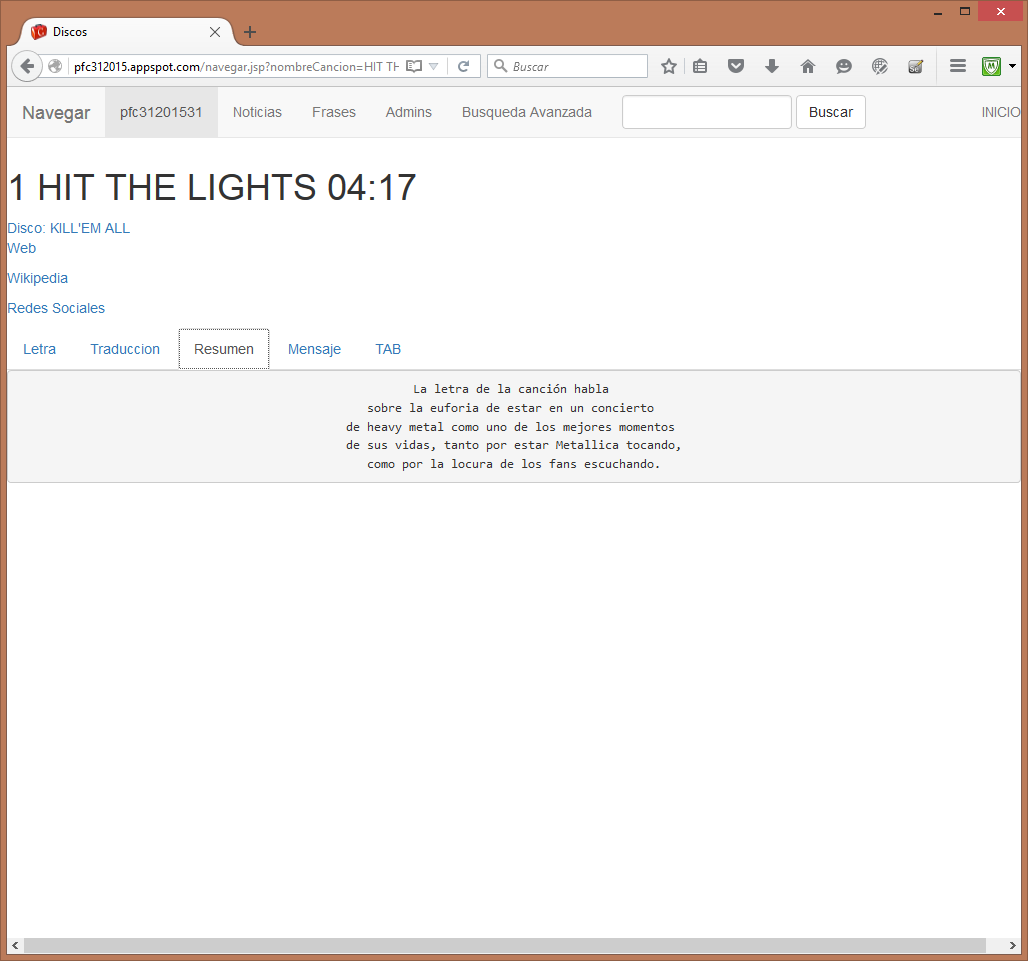 Discos
pfc312015.appspot.com/navegar.jsp?nombreCancion=HIT TH
Buscar
Navegar pfc31201531 Noticias Frases Admins Busqueda Avanzada Buscar INICIO
1 HIT THE LIGHTS 04:17
Disco: KILL'EM ALL
Web
Wikipedia
Redes Sociales
Letra Traduccion Resumen Mensaje TAB
La letra de la canción habla
sobre la euforia de estar en un concierto
de heavy metal como uno de los mejores momentos
de sus vidas, tanto por estar Metallica tocando,
como por la locura de los fans escuchando.